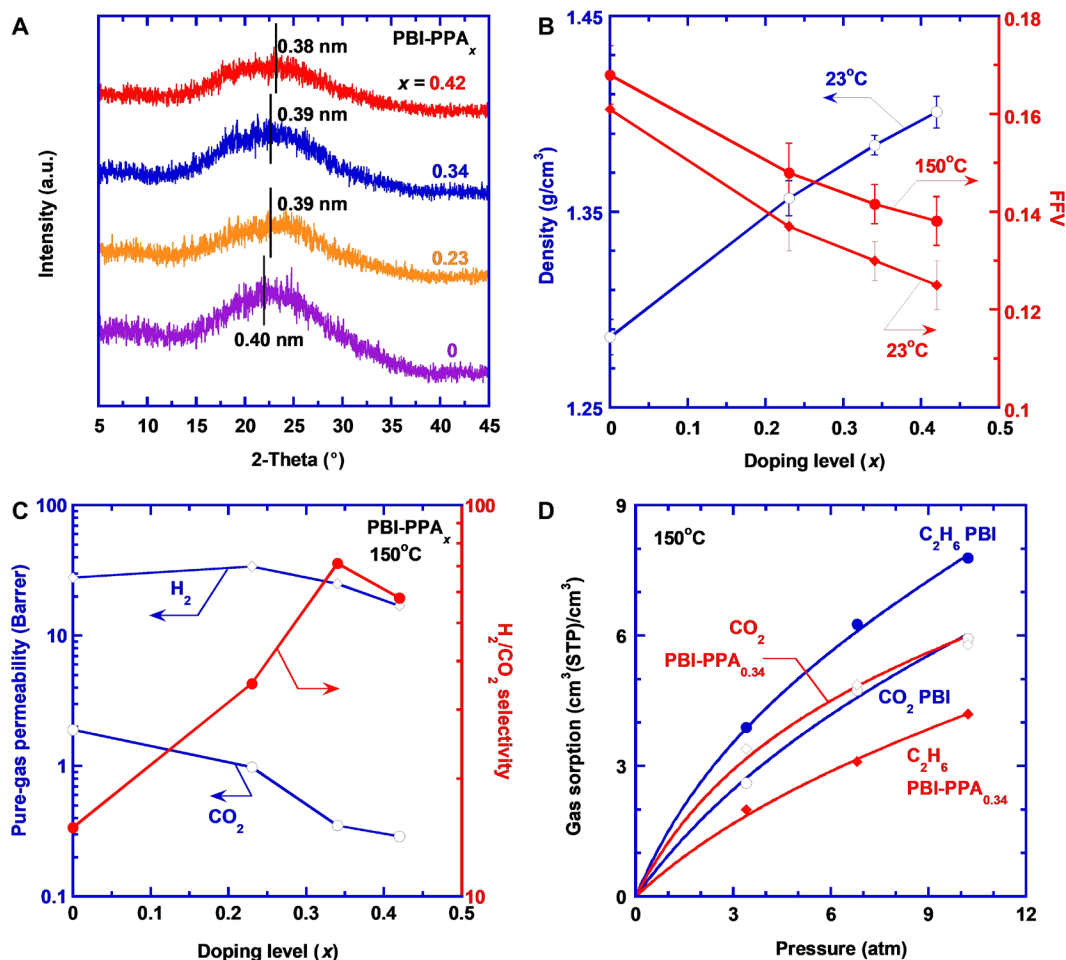 A
PBI-PPAₓ
0.38 nm
x = 0.42
0.39 nm
0.34
0.39 nm
0.23
0.40 nm
0
Intensity (a.u.)
5 10 15 20 25 30 35 40 45
2-Theta (°)
B
1.45
1.35
1.25
Density (g/cm³)
0.18
0.16
0.14
0.12
0.1
FFV
23°C
150°C
23°C
0.0 0.1 0.2 0.3 0.4 0.5
Doping level (x)
C
PBI-PPAₓ
150°C
100
10
1
0.1
Pure-gas permeability (Barrer)
100
10
H₂/CO₂ selectivity
H₂
CO₂
0 0.1 0.2 0.3 0.4 0.5
Doping level (x)
D
150°C
9
6
3
0
Gas sorption (cm³(STP)/cm³)
C₂H₆ PBI
CO₂
PBI-PPA₀.₃₄
CO₂ PBI
C₂H₆
PBI-PPA₀.₃₄
0 3 6 9 12
Pressure (atm)